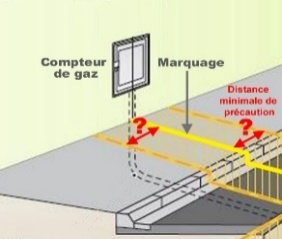 Compteur
de gaz
Marquage
Distance
minimale de
précaution
?
?